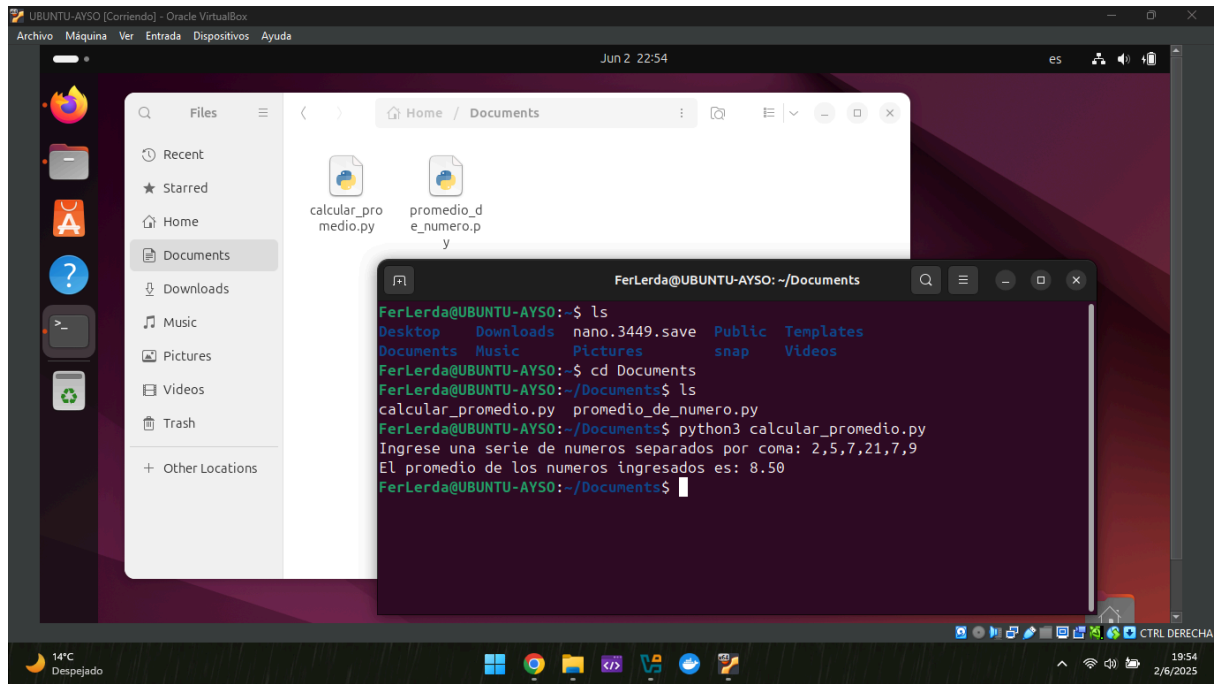 UBUNTU-AYSO [Corriendo] - Oracle VirtualBox
Archivo Máquina Ver Entrada Dispositivos Ayuda
Jun 2 22:54
es
Files
Home / Documents
Recent
Starred
Home
Documents
Downloads
Music
Pictures
Videos
Trash
+ Other Locations
calcular_pro
medio.py
promedio_d
e_numero.p
y
FerLerda@UBUNTU-AYSO: ~/Documents
FerLerda@UBUNTU-AYSO:~$ ls
Desktop Downloads nano.3449.save Public Templates
Documents Music Pictures snap Videos
FerLerda@UBUNTU-AYSO:~$ cd Documents
FerLerda@UBUNTU-AYSO:~/Documents$ ls
calcular_promedio.py promedio_de_numero.py
FerLerda@UBUNTU-AYSO:~/Documents$ python3 calcular_promedio.py
Ingrese una serie de numeros separados por coma: 2,5,7,21,7,9
El promedio de los numeros ingresados es: 8.50
FerLerda@UBUNTU-AYSO:~/Documents$
CTRL DERECHA
14°C
Despejado
19:54
2/6/2025